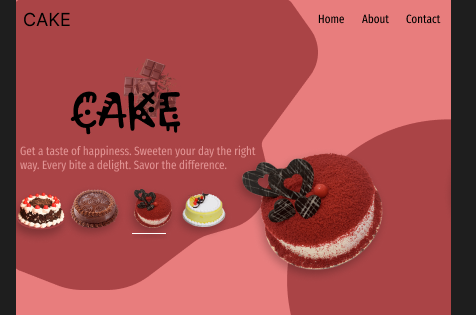 CAKE
Home About Contact
CAKE
Get a taste of happiness. Sweeten your day the right
way. Every bite a delight. Savor the difference.